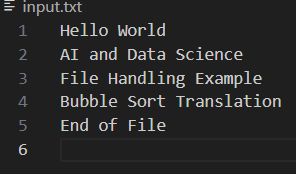 input.txt
1 Hello World
2 AI and Data Science
3 File Handling Example
4 Bubble Sort Translation
5 End of File
6